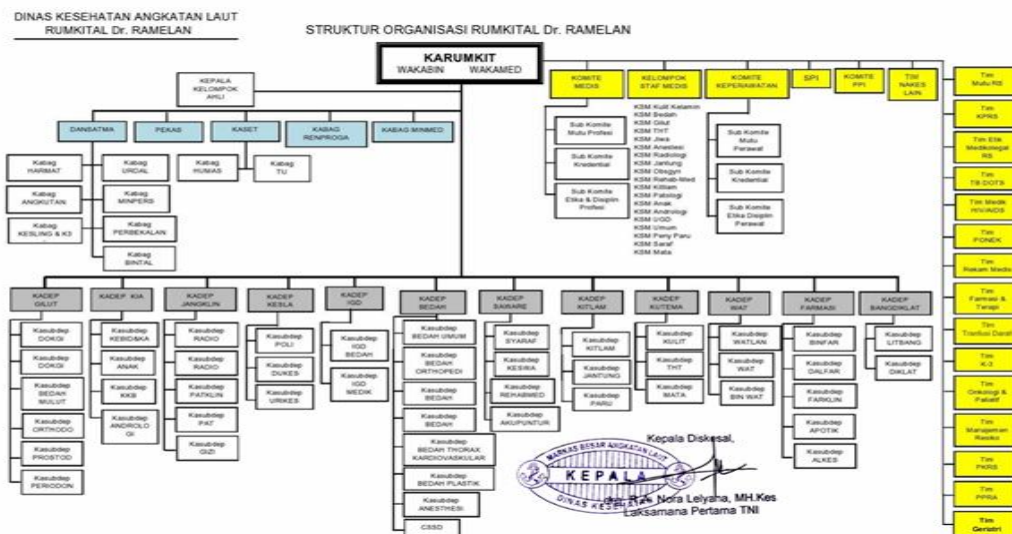 DINAS KESEHATAN ANGKATAN LAUT
RUMKITAL Dr. RAMELAN
STRUKTUR ORGANISASI RUMKITAL Dr. RAMELAN
KARUMKIT
WAKABIN WAKAMED
KEPALA
KELOMPOK
AHLI
KOMITE
MEDIS
KELOMPOK
STAF MEDIS
KOMITE
KEPERAWATAN
SPI
KOMITE
PPI
TIM
NAKES
LAIN
DANSATMA
PEKAS
KASET
KABAG
RENPROGA
KABAG MINMED
Kabag
HARMAT
Kabag
ANGKUTAN
Kabag
KESLING & K3
Kabag
URDAL
Kabag
MINPERS
Kabag
PERBEKALAN
Kabag
BINTAL
Kabag
HUMAS
Kabag
TU
Sub Komite
Mutu Profesi
Sub Komite
Kredential
Sub Komite
Etika & Disiplin
Profesi
KSM Kulit Kelamin
KSM Bedah
KSM Gilut
KSM THT
KSM Jiwa
KSM Anestesi
KSM Radiologi
KSM Jantung
KSM Obsgyn
KSM Rehab-Med
KSM Kitlam
KSM Patologi
KSM Anak
KSM Andrologi
KSM UGD
KSM Umum
KSM Peny Paru
KSM Saraf
KSM Mata
Sub Komite
Mutu
Perawat
Sub Komite
Kredential
Sub Komite
Etika Disiplin
Perawat
Tim
Mutu RS
Tim
KPRS
Tim Etik
Medikolegal
RS
Tim
TB DOTS
Tim Medik
HIV/AIDS
Tim
PONEK
Tim
Rekam Medis
Tim
Farmasi &
Terapi
Tim
Tranfusi Darah
Tim
K-3
Tim
Onkologi &
Paliatif
Tim
Manajemen
Resiko
Tim
PKRS
Tim
PPRA
Tim
Geriatri
KADEP
GILUT
Kasubdep
DOKGI
Kasubdep
DOKGI
Kasubdep
BEDAH
MULUT
Kasubdep
ORTHODO
Kasubdep
PROSTOD
Kasubdep
PERIODON
KADEP KIA
Kasubdep
KEBID&KA
Kasubdep
ANAK
Kasubdep
KKB
Kasubdep
ANDROLO
GI
KADEP
JANGKLIN
Kasubdep
RADIO
Kasubdep
RADIO
Kasubdep
PATKLIN
Kasubdep
PAT
Kasubdep
GIZI
KADEP
KESLA
Kasubdep
POLI
Kasubdep
DUKES
Kasubdep
URIKES
KADEP
IGD
Kasubdep
IGD
BEDAH
Kasubdep
IGD
MEDIK
KADEP
BEDAH
Kasubdep
BEDAH UMUM
Kasubdep
BEDAH
ORTHOPEDI
Kasubdep
BEDAH
Kasubdep
BEDAH
Kasubdep
BEDAH THORAX
KARDIOVASKULAR
Kasubdep
BEDAH PLASTIK
Kasubdep
ANESTHESI
CSSD
KADEP
SAWARE
Kasubdep
SYARAF
Kasubdep
KESWA
Kasubdep
REHABMED
Kasubdep
AKUPUNTUR
KADEP
KITLAM
Kasubdep
KITLAM
Kasubdep
JANTUNG
Kasubdep
PARU
KADEP
KUTEMA
Kasubdep
KULIT
Kasubdep
THT
Kasubdep
MATA
KADEP
WAT
Kasubdep
WATLAN
Kasubdep
WAT
Kasubdep
BIN WAT
KADEP
FARMASI
Kasubdep
BINFAR
Kasubdep
DALFAR
Kasubdep
FARKLIN
Kasubdep
APOTIK
Kasubdep
ALKES
KADEP
BANGDIKLAT
Kasubdep
LITBANG
Kasubdep
DIKLAT
Kepala Diskesal,
MARKAS BESAR ANGKATAN LAUT
KEPALA
DINAS KESEHATAN
Nora Lelyana, MH.Kes
Laksamana Pertama TNI